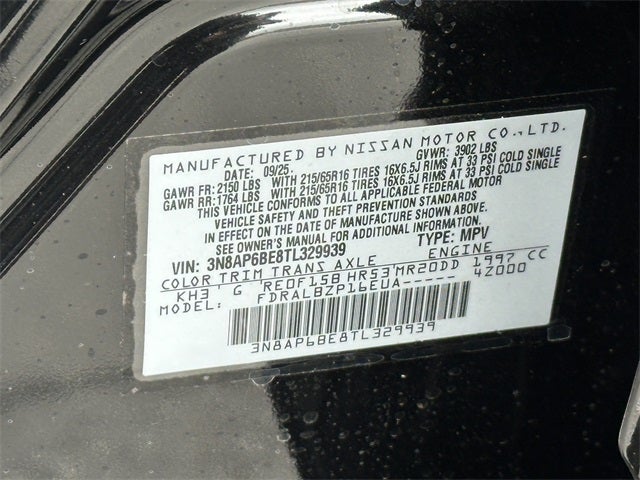 MANUFACTURED BY NISSAN MOTOR CO.,LTD.
DATE: 09/25 GVWR: 3902 LBS
GAWR FR: 2150 LBS WITH 215/65R16 TIRES 16X6.5J RIMS AT 33 PSI COLD SINGLE
GAWR RR: 1764 LBS WITH 215/65R16 TIRES 16X6.5J RIMS AT 33 PSI COLD SINGLE
THIS VEHICLE CONFORMS TO ALL APPLICABLE FEDERAL MOTOR
VEHICLE SAFETY AND THEFT PREVENTION STANDARDS
IN EFFECT ON THE DATE OF MANUFACTURE SHOWN ABOVE.
SEE OWNER'S MANUAL FOR ADDITIONAL INFORMATION.
VIN: 3N8AP6BE8TL329939 TYPE: MPV
COLOR TRIM TRANS AXLE ENGINE
KH3 G RE0F15B HR53 MR20DD 1997 CC
MODEL: FDRALBZP16EUA----- 4Z000
3N8AP6BE8TL329939